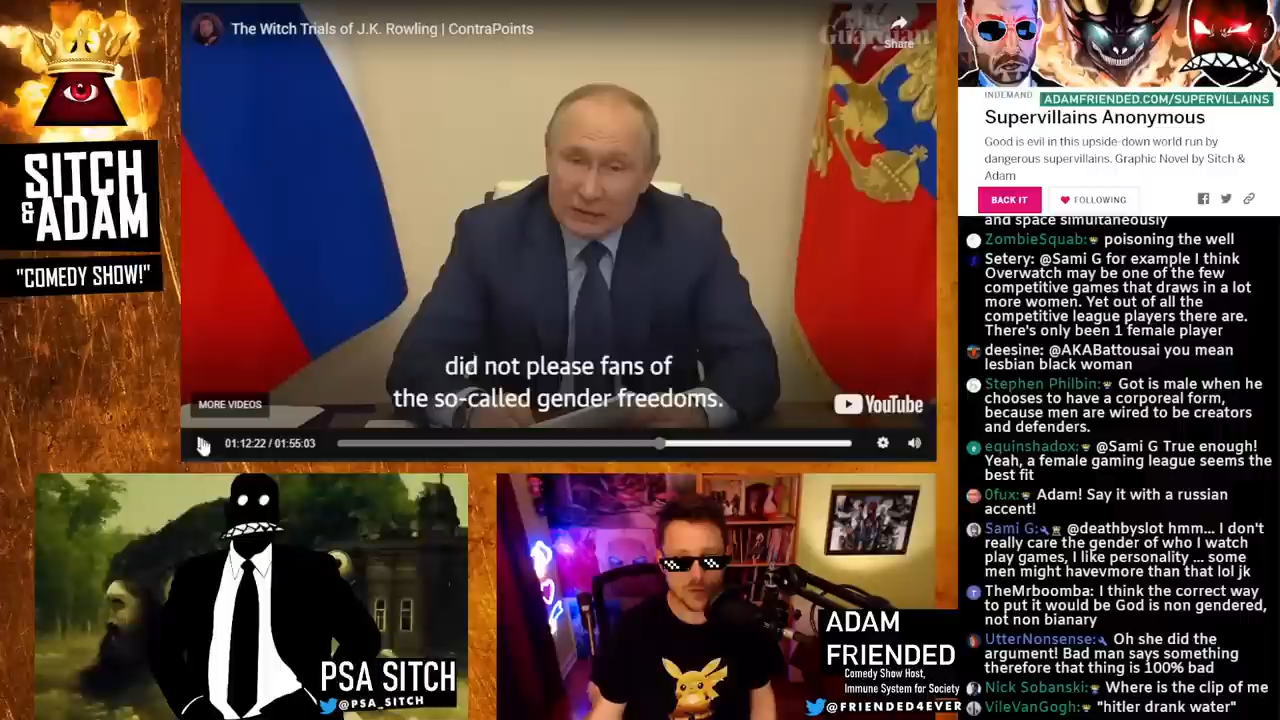 The Witch Trials of J.K. Rowling | ContraPoints
The
Guardian
Share
did not please fans of
the so-called gender freedoms.
MORE VIDEOS
YouTube
01:12:22 / 01:55:03
SITCH
& ADAM
"COMEDY SHOW!"
PSA SITCH
@PSA_SITCH
ADAM
FRIENDED
Comedy Show Host,
Immune System for Society
@FRIENDED4EVER
INDEMAND
ADAMFRIENDED.COM/SUPERVILLAINS
Supervillains Anonymous
Good is evil in this upside-down world run by
dangerous supervillains. Graphic Novel by Sitch &
Adam
BACK IT
FOLLOWING
and space simultaneously
ZombieSquab: poisoning the well
Setery: @Sami G for example I think
Overwatch may be one of the few
competitive games that draws in a lot
more women. Yet out of all the
competitive league players there are.
There's only been 1 female player
deesine: @AKABattousai you mean
lesbian black woman
Stephen Philbin: Got is male when he
chooses to have a corporeal form,
because men are wired to be creators
and defenders.
equinshadox: @Sami G True enough!
Yeah, a female gaming league seems the
best fit
0fux: Adam! Say it with a russian
accent!
Sami G: @deathbyslot hmm... I don't
really care the gender of who I watch
play games, I like personality ... some
men might havevmore than that lol jk
TheMrboomba: I think the correct way
to put it would be God is non gendered,
not non bianary
UtterNonsense: Oh she did the
argument! Bad man says something
therefore that thing is 100% bad
Nick Sobanski: Where is the clip of me
VileVanGogh: "hitler drank water"